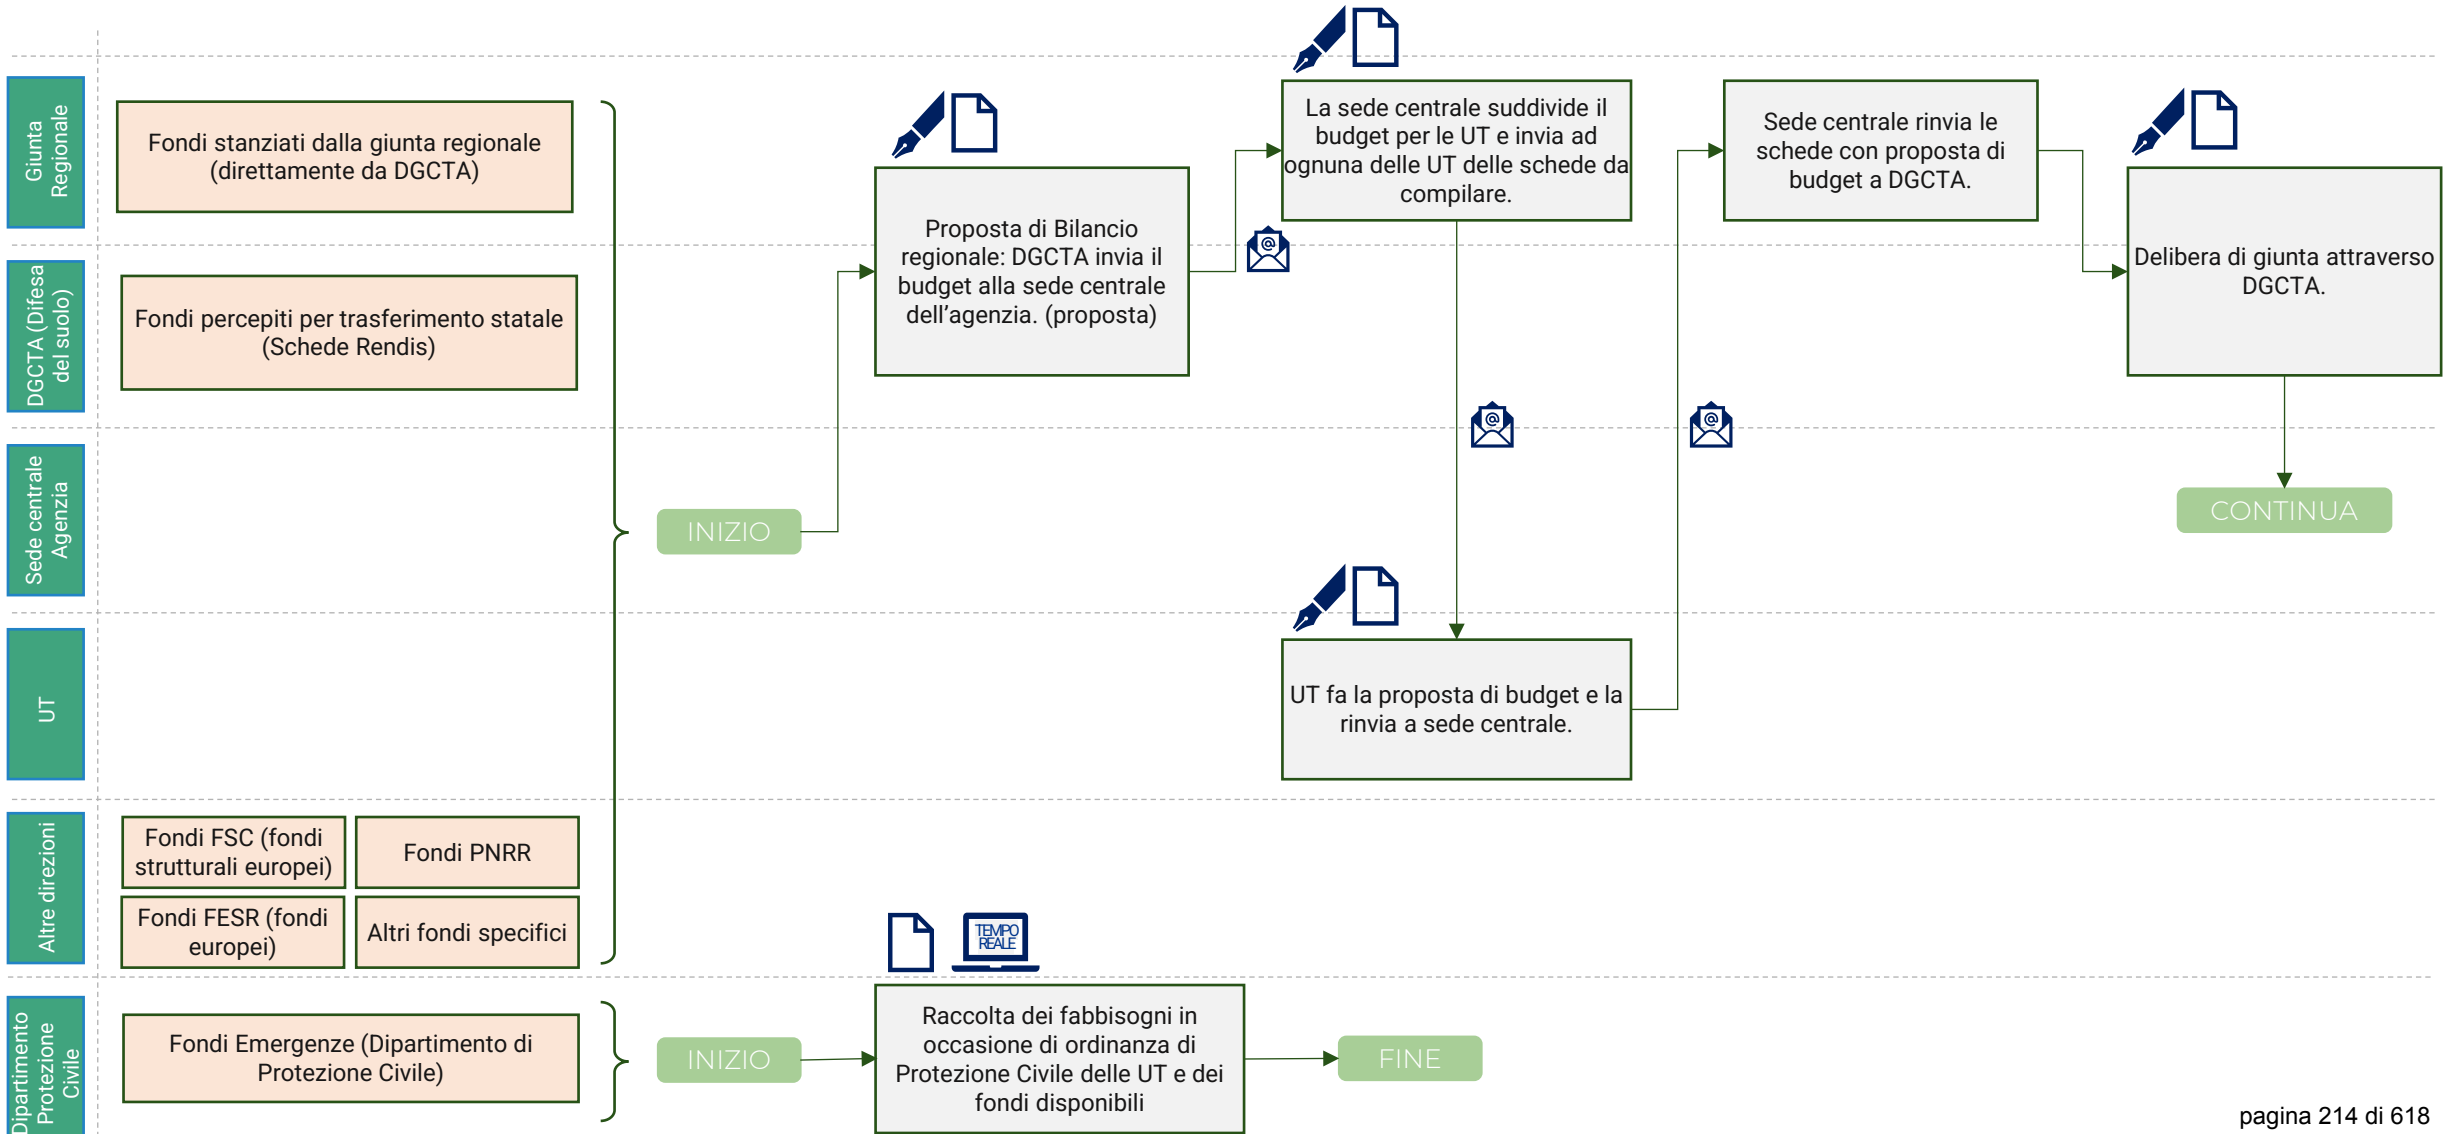 Giunta
Regionale
Fondi stanziati dalla giunta regionale
(direttamente da DGCTA)
DGCTA (Difesa
del suolo)
Fondi percepiti per trasferimento statale
(Schede Rendis)
Sede centrale
Agenzia
UT
Altre direzioni
Fondi FSC (fondi
strutturali europei)
Fondi PNRR
Fondi FESR (fondi
europei)
Altri fondi specifici
Dipartimento
Protezione
Civile
Fondi Emergenze (Dipartimento di
Protezione Civile)
INIZIO
Proposta di Bilancio
regionale: DGCTA invia il
budget alla sede centrale
dell'agenzia. (proposta)
@
La sede centrale suddivide il
budget per le UT e invia ad
ognuna delle UT delle schede da
compilare.
@
UT fa la proposta di budget e la
rinvia a sede centrale.
@
Sede centrale rinvia le
schede con proposta di
budget a DGCTA.
Delibera di giunta attraverso
DGCTA.
CONTINUA
INIZIO
TEMPO
REALE
Raccolta dei fabbisogni in
occasione di ordinanza di
Protezione Civile delle UT e dei
fondi disponibili
FINE
pagina 214 di 618